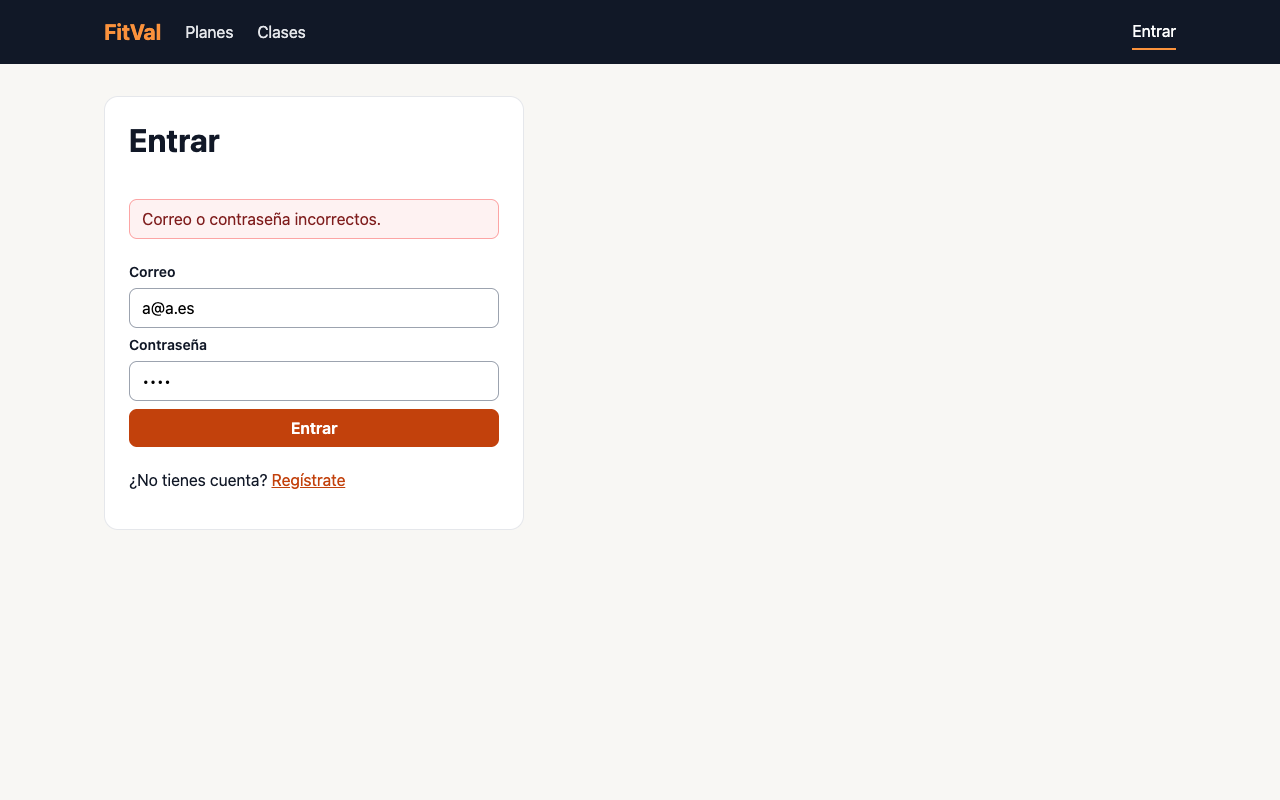 FitVal Planes Clases Entrar
Entrar
Correo o contraseña incorrectos.
Correo
a@a.es
Contraseña
••••
Entrar
¿No tienes cuenta? Regístrate